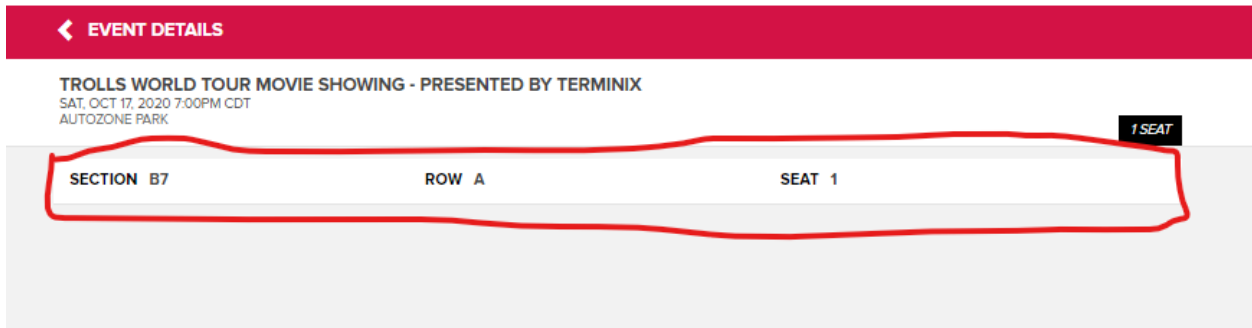 EVENT DETAILS
TROLLS WORLD TOUR MOVIE SHOWING - PRESENTED BY TERMINIX
SAT, OCT 17, 2020 7:00PM CDT
AUTOZONE PARK
1 SEAT
SECTION B7 ROW A SEAT 1